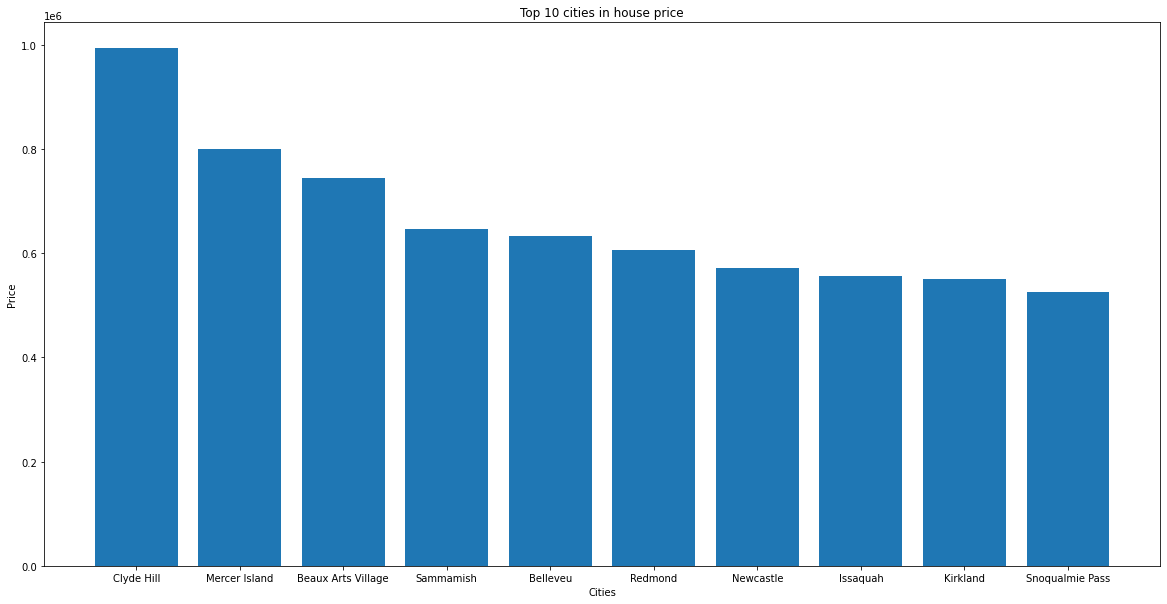 Top 10 cities in house price
1e6
1.0
0.8
0.6
0.4
0.2
0.0
Price
Clyde Hill Mercer Island Beaux Arts Village Sammamish Belleveu Redmond Newcastle Issaquah Kirkland Snoqualmie Pass
Cities